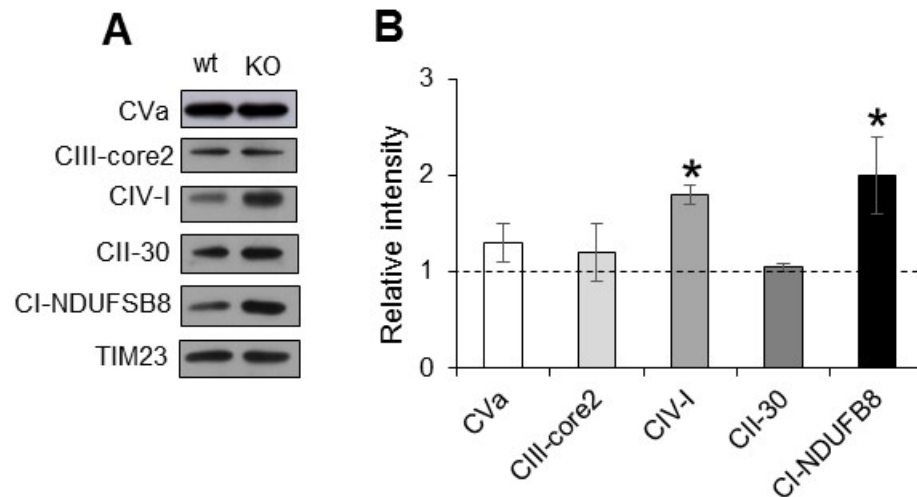 A
wt KO
CVa
CIII-core2
CIV-I
CII-30
CI-NDUFSB8
TIM23
B
3
2
1
0
Relative intensity
*
*
CVa
CIII-core2
CIV-I
CII-30
CI-NDUFB8